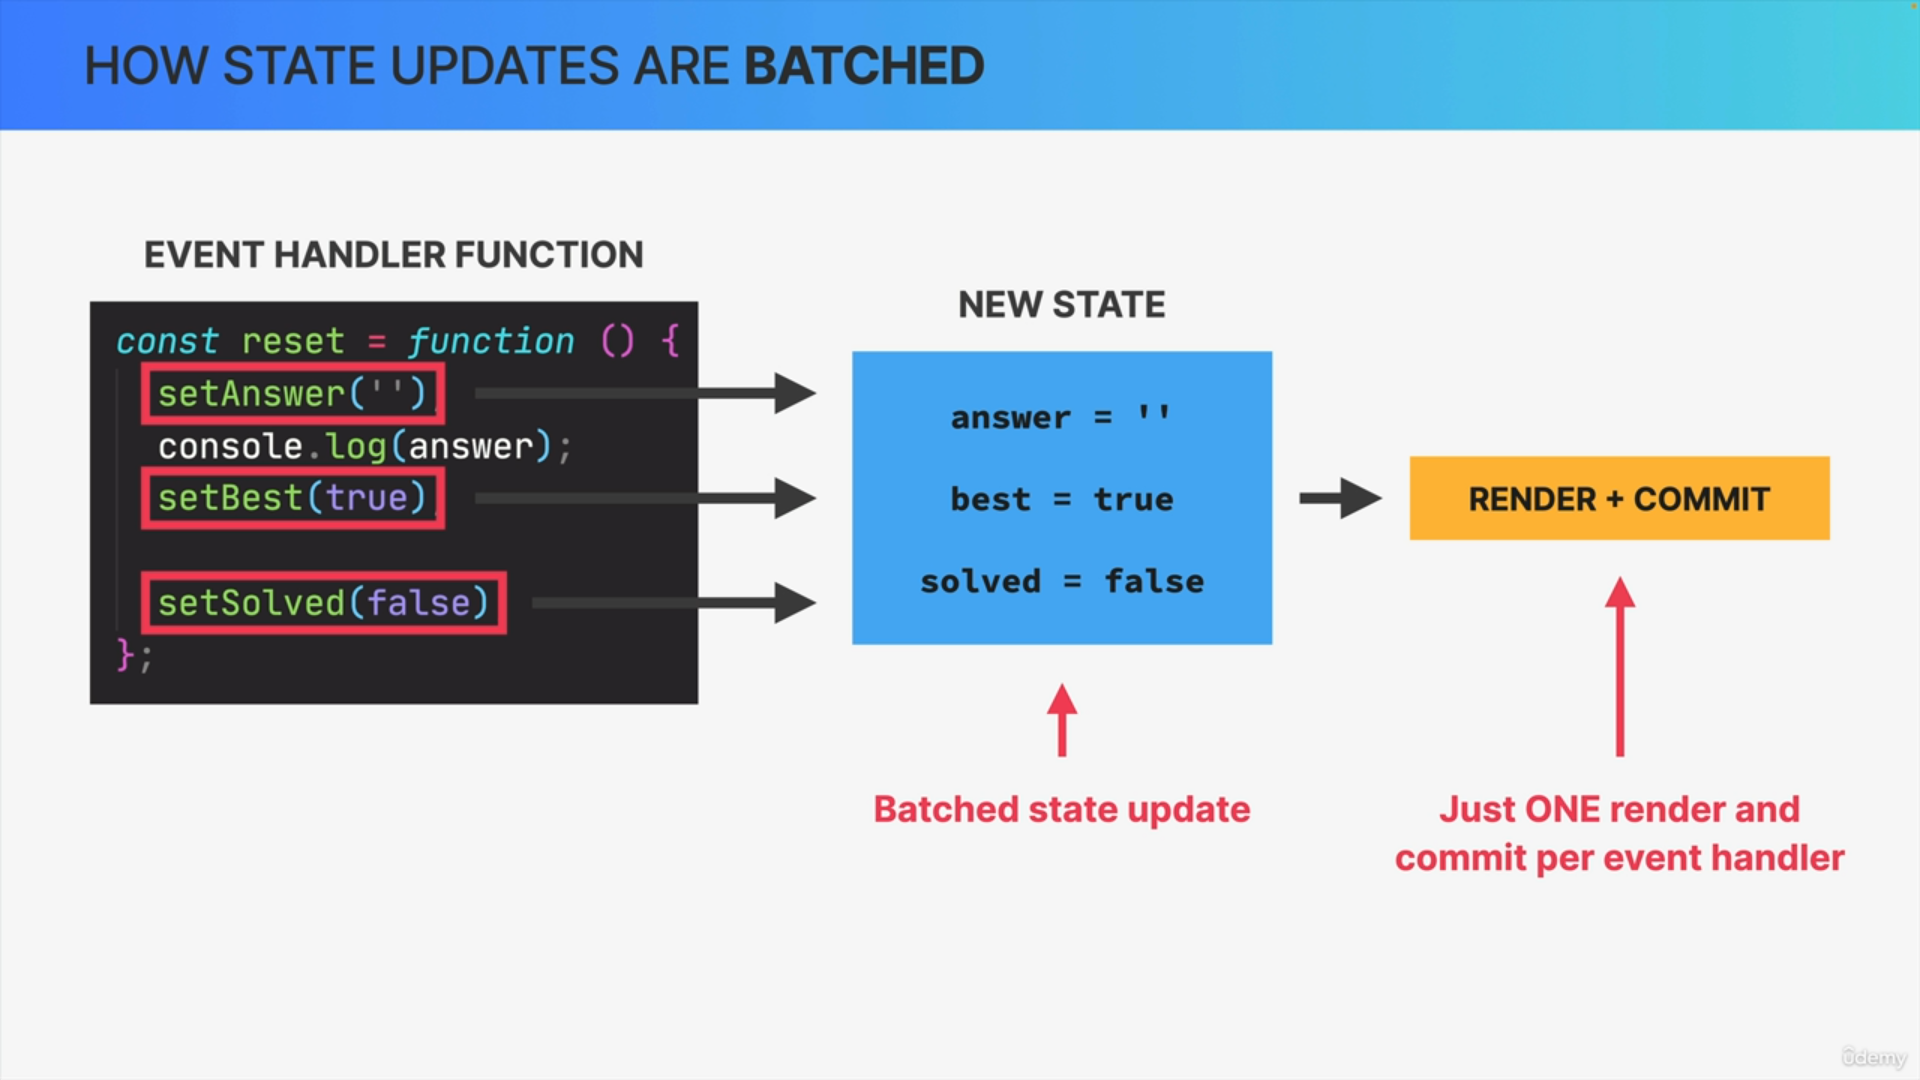 HOW STATE UPDATES ARE BATCHED
EVENT HANDLER FUNCTION
const reset = function () {
setAnswer('')
console.log(answer);
setBest(true)
setSolved(false)
};
NEW STATE
answer = ''
best = true
solved = false
RENDER + COMMIT
Batched state update
Just ONE render and
commit per event handler
ûdemy